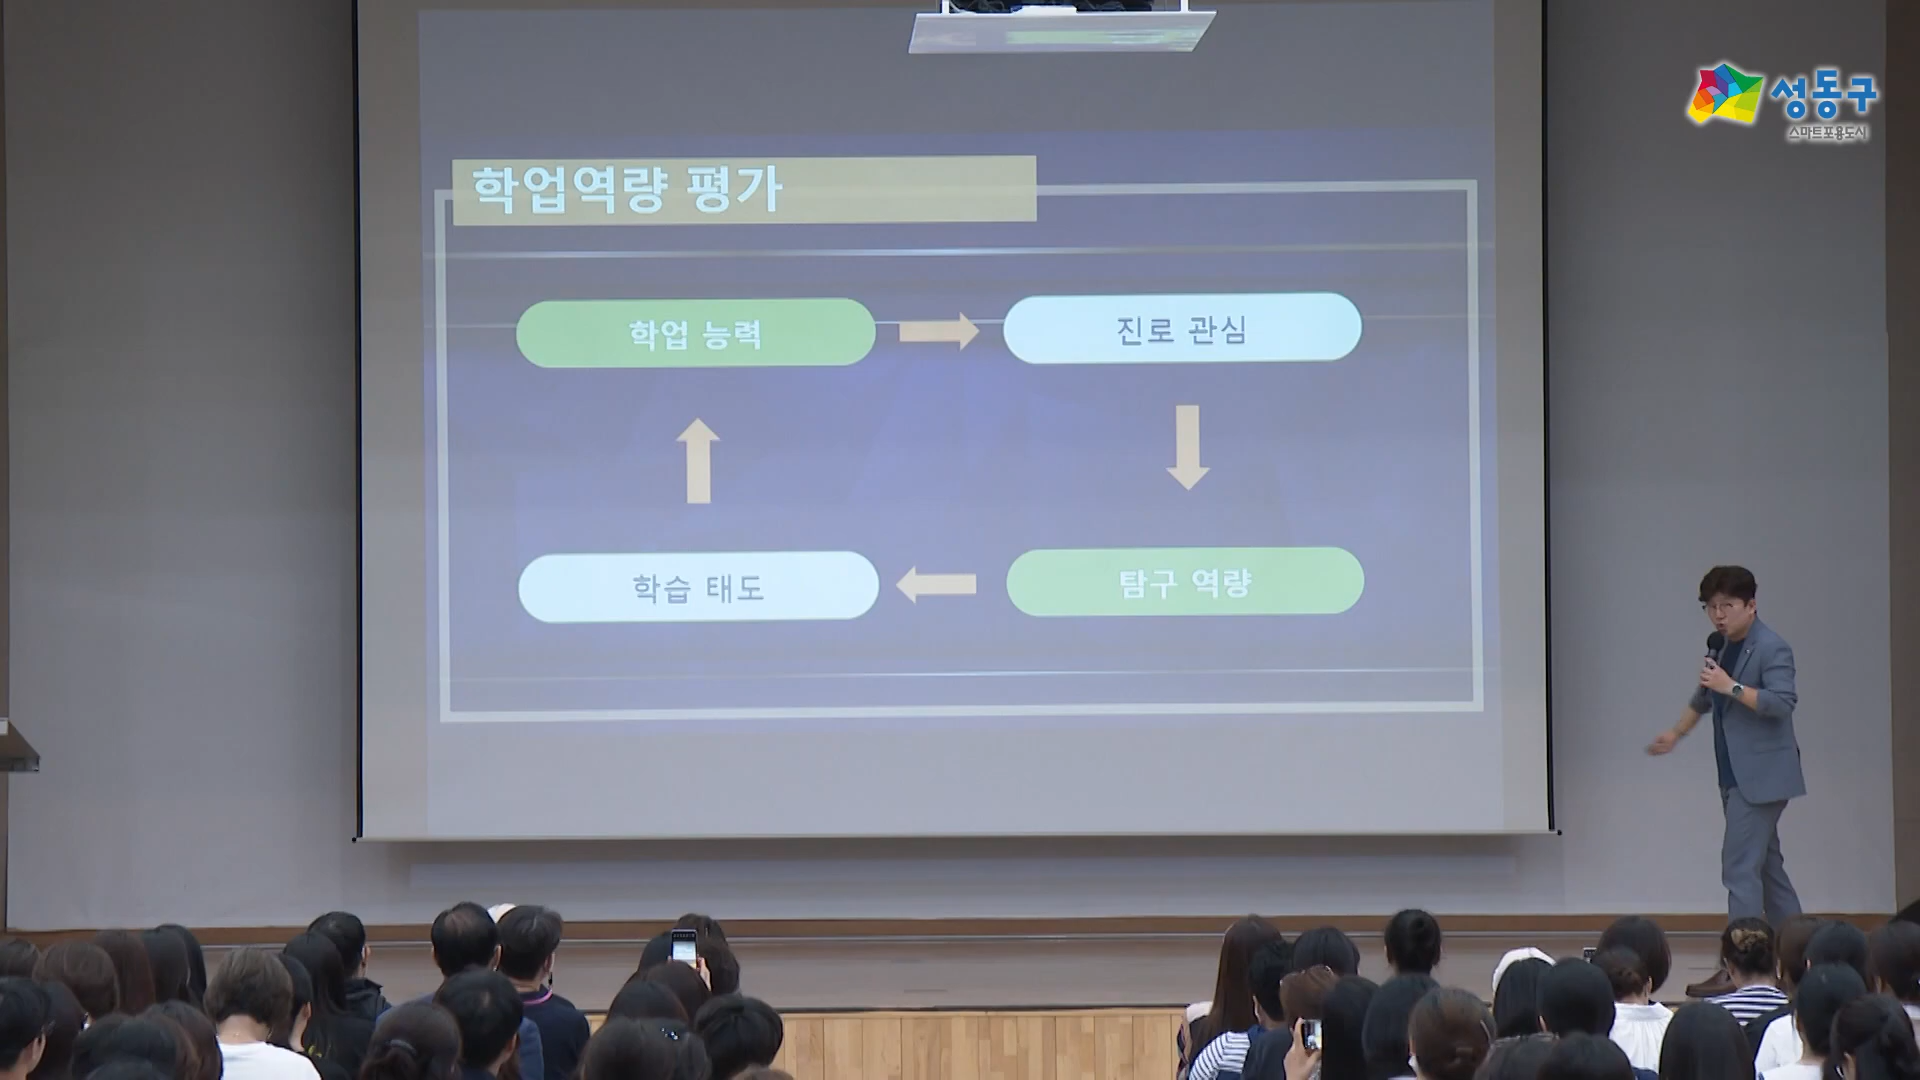 성동구
스마트포용도시
학업역량 평가
학업 능력
진로 관심
학습 태도
탐구 역량